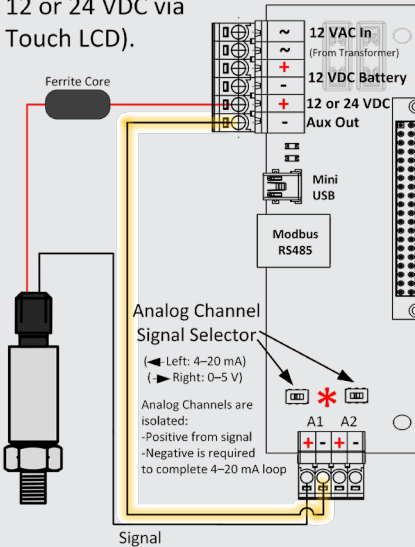 12 or 24 VDC via
Touch LCD).
Ferrite Core
~ 12 VAC In
~ (From Transformer)
+
12 VDC Battery
-
+ 12 or 24 VDC
- Aux Out
Mini
USB
Modbus
RS485
Analog Channel
Signal Selector
(◄-Left: 4–20 mA)
(-► Right: 0–5 V)
Analog Channels are
isolated:
-Positive from signal
-Negative is required
to complete 4–20 mA loop
*
A1 A2
+ - + -
Signal